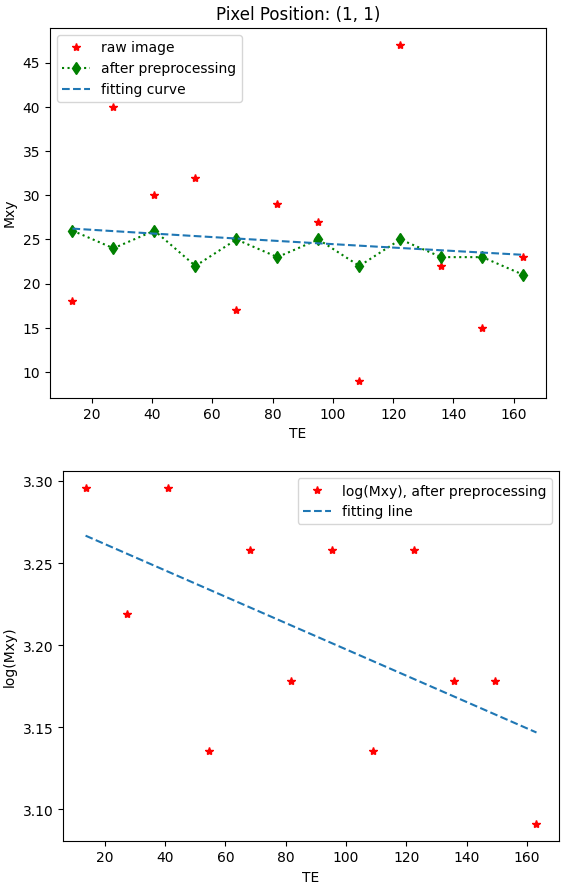 Pixel Position: (1, 1)
raw image
after preprocessing
fitting curve
45
40
35
30
25
20
15
10
Mxy
20 40 60 80 100 120 140 160
TE
log(Mxy), after preprocessing
fitting line
3.30
3.25
3.20
3.15
3.10
log(Mxy)
20 40 60 80 100 120 140 160
TE